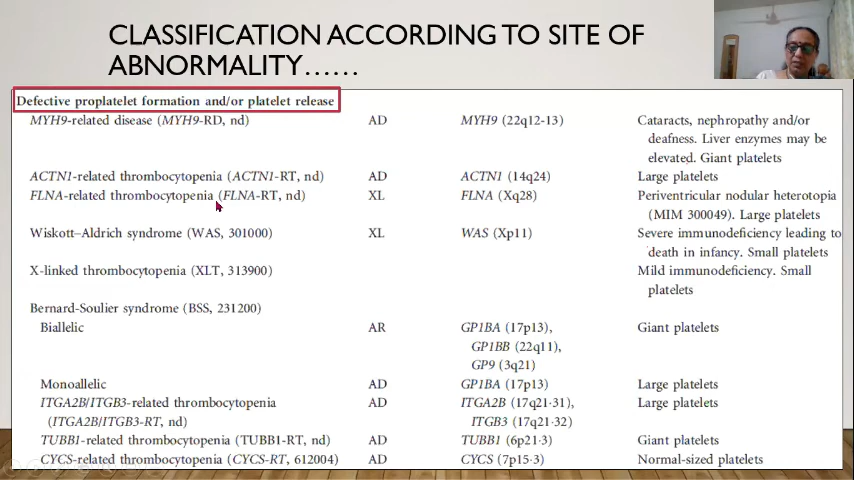 CLASSIFICATION ACCORDING TO SITE OF
ABNORMALITY……
Defective proplatelet formation and/or platelet release
MYH9-related disease (MYH9-RD, nd) AD MYH9 (22q12-13) Cataracts, nephropathy and/or
deafness. Liver enzymes may be
elevated. Giant platelets
ACTN1-related thrombocytopenia (ACTN1-RT, nd) AD ACTN1 (14q24) Large platelets
FLNA-related thrombocytopenia (FLNA-RT, nd) XL FLNA (Xq28) Periventricular nodular heterotopia
(MIM 300049). Large platelets
Wiskott–Aldrich syndrome (WAS, 301000) XL WAS (Xp11) Severe immunodeficiency leading to
death in infancy. Small platelets
X-linked thrombocytopenia (XLT, 313900) Mild immunodeficiency. Small
platelets
Bernard-Soulier syndrome (BSS, 231200)
Biallelic AR GP1BA (17p13), Giant platelets
GP1BB (22q11),
GP9 (3q21)
Monoallelic AD GP1BA (17p13) Large platelets
ITGA2B/ITGB3-related thrombocytopenia AD ITGA2B (17q21·31), Large platelets
(ITGA2B/ITGB3-RT, nd) ITGB3 (17q21·32)
TUBB1-related thrombocytopenia (TUBB1-RT, nd) AD TUBB1 (6p21·3) Giant platelets
CYCS-related thrombocytopenia (CYCS-RT, 612004) AD CYCS (7p15·3) Normal-sized platelets